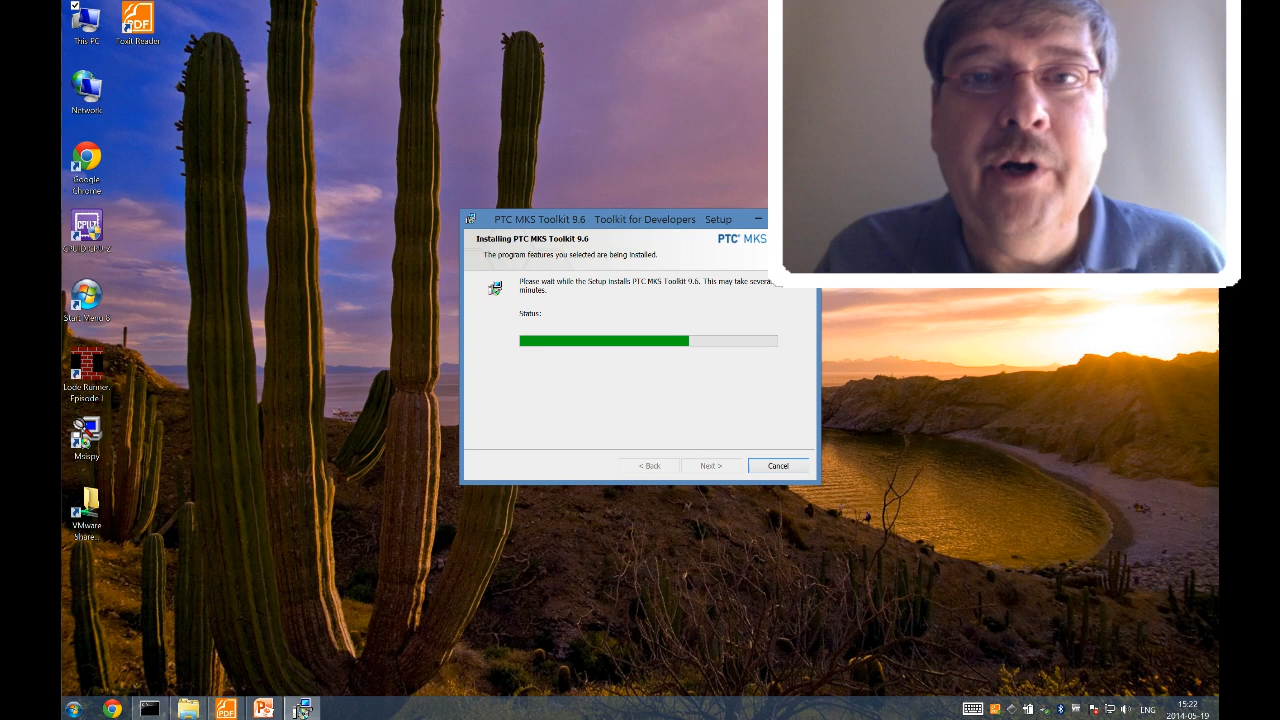 This PC
Foxit Reader
PDF
Network
Google
Chrome
CPUID CPU-Z
Start Menu 8
Lode Runner.
Episode I
Msispy
VMware
Share...
PTC MKS Toolkit 9.6 Toolkit for Developers Setup
Installing PTC MKS Toolkit 9.6
PTC MKS
The program features you selected are being installed.
Please wait while the Setup installs PTC MKS Toolkit 9.6. This may take several
minutes.
Status:
< Back
Next >
Cancel
PDF
ENG
15:22
2014-05-19